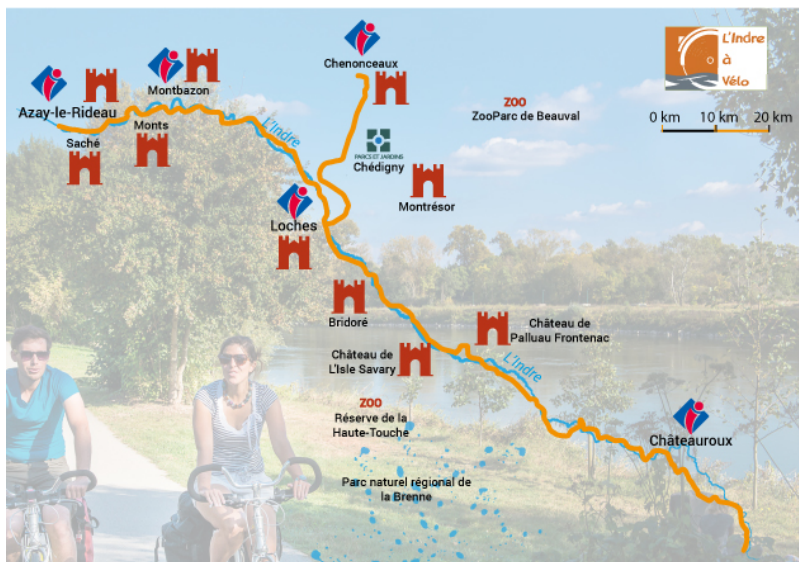 L'Indre
à
Vélo
0 km 10 km 20 km
Chenonceaux
Montbazon
Azay-le-Rideau
Monts
Saché
L'Indre
ZOO
ZooParc de Beauval
PARCS ET JARDINS
Chédigny
Montrésor
Loches
Bridoré
Château de
Palluau Frontenac
Château de
L'Isle Savary
L'Indre
ZOO
Réserve de la
Haute-Touche
Châteauroux
Parc naturel régional de
la Brenne